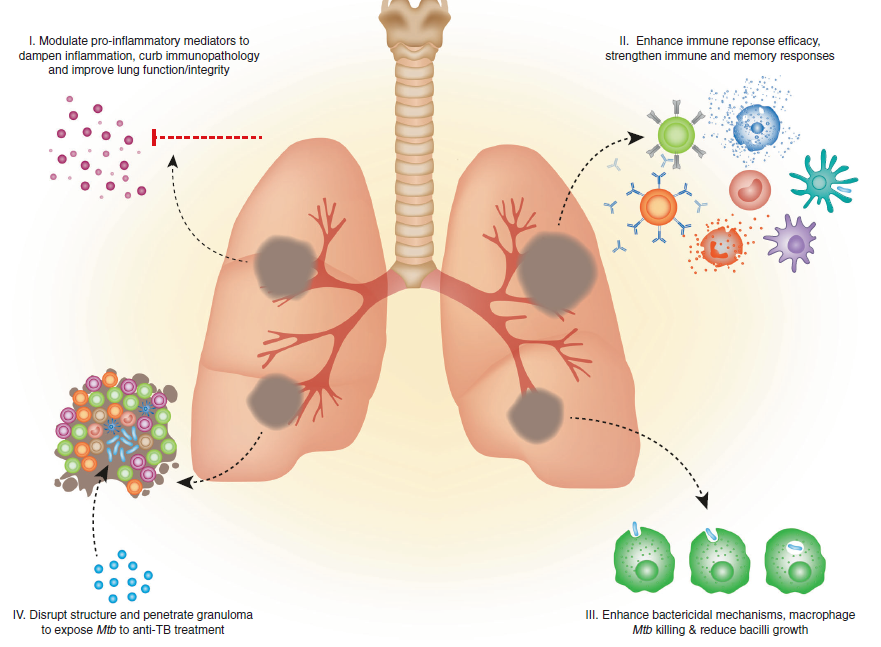 I. Modulate pro-inflammatory mediators to
dampen inflammation, curb immunopathology
and improve lung function/integrity
II. Enhance immune reponse efficacy,
strengthen immune and memory responses
IV. Disrupt structure and penetrate granuloma
to expose Mtb to anti-TB treatment
III. Enhance bactericidal mechanisms, macrophage
Mtb killing & reduce bacilli growth